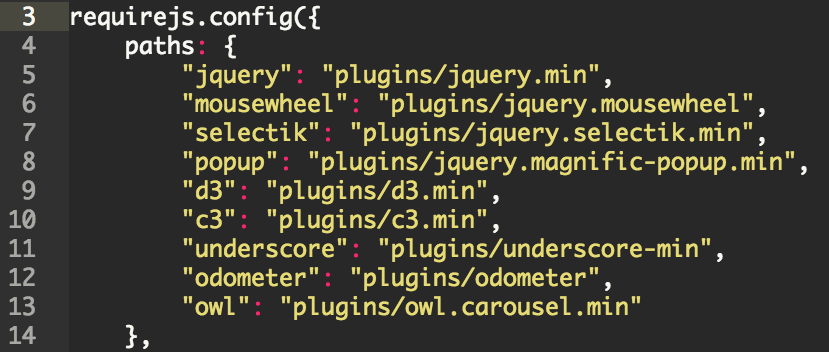 3 requirejs.config({
4     paths: {
5         "jquery": "plugins/jquery.min",
6         "mousewheel": "plugins/jquery.mousewheel",
7         "selectik": "plugins/jquery.selectik.min",
8         "popup": "plugins/jquery.magnific-popup.min",
9         "d3": "plugins/d3.min",
10         "c3": "plugins/c3.min",
11         "underscore": "plugins/underscore-min",
12         "odometer": "plugins/odometer",
13         "owl": "plugins/owl.carousel.min"
14     },